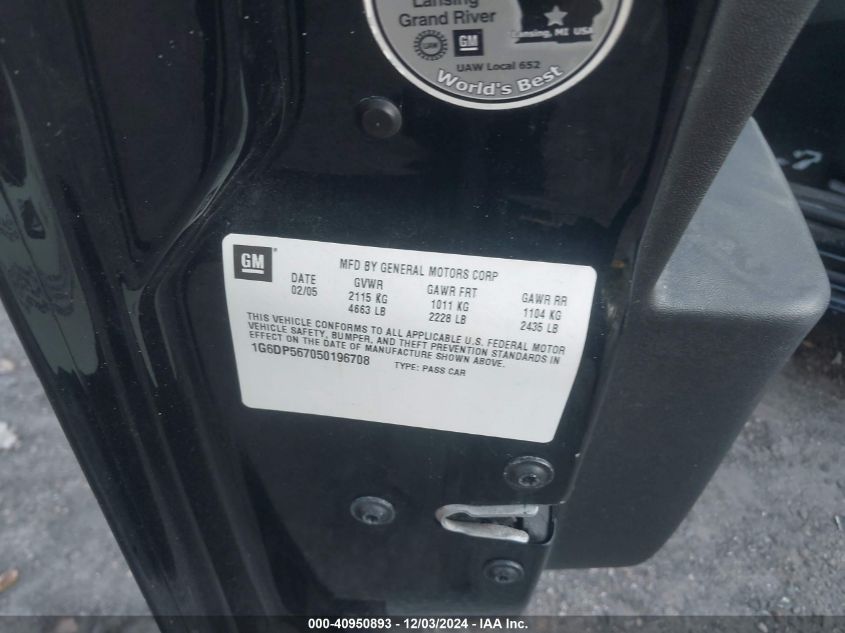 Lansing
Grand River
Lansing, MI USA
GM
UAW
UAW Local 652
World's Best
GM
MFD BY GENERAL MOTORS CORP
DATE GVWR GAWR FRT GAWR RR
02/05 2115 KG 1011 KG 1104 KG
4663 LB 2228 LB 2435 LB
THIS VEHICLE CONFORMS TO ALL APPLICABLE U.S. FEDERAL MOTOR
VEHICLE SAFETY, BUMPER, AND THEFT PREVENTION STANDARDS IN
EFFECT ON THE DATE OF MANUFACTURE SHOWN ABOVE.
1G6DP567050196708 TYPE: PASS CAR
000-40950893 - 12/03/2024 - IAA Inc.